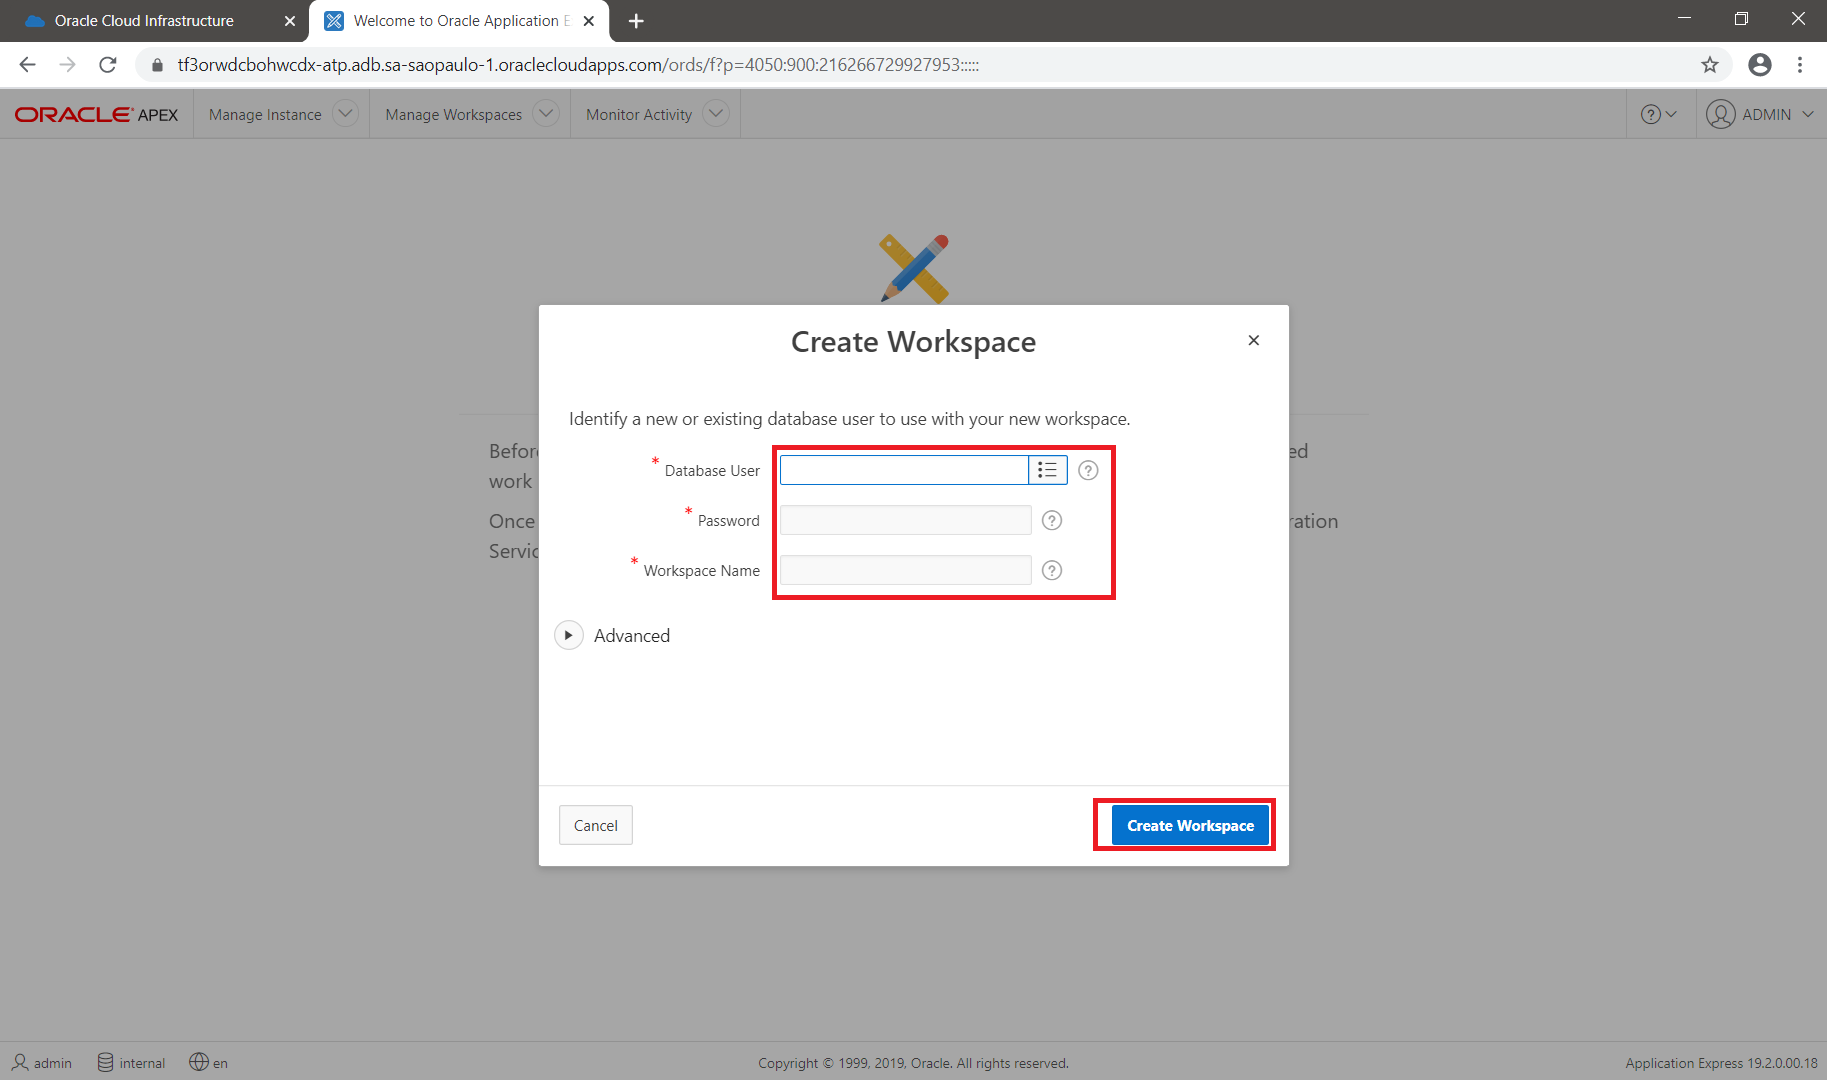 Oracle Cloud Infrastructure
Welcome to Oracle Application E
tf3orwdcbohwcdx-atp.adb.sa-saopaulo-1.oraclecloudapps.com/ords/f?p=4050:900:216266729927953:::::
ORACLE APEX
Manage Instance
Manage Workspaces
Monitor Activity
ADMIN
Create Workspace
Identify a new or existing database user to use with your new workspace.
Befor
ed
* Database User
work
* Password
Once
ration
Servic
* Workspace Name
Advanced
Cancel
Create Workspace
admin
internal
en
Copyright © 1999, 2019, Oracle. All rights reserved.
Application Express 19.2.0.00.18